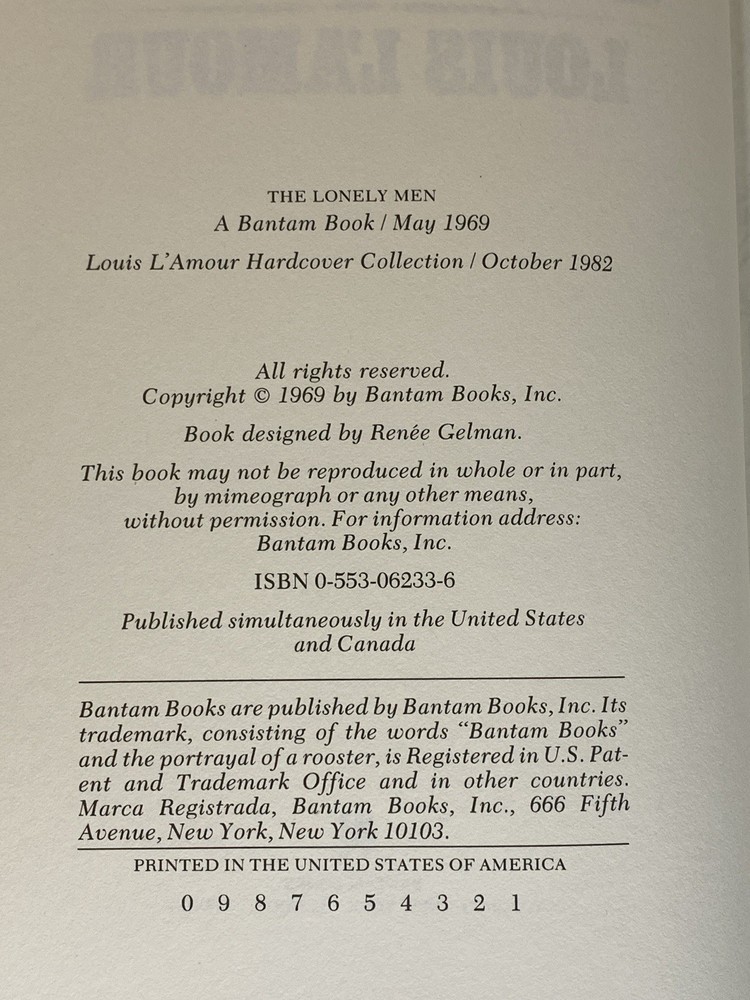 THE LONELY MEN
A Bantam Book / May 1969
Louis L'Amour Hardcover Collection / October 1982
All rights reserved.
Copyright © 1969 by Bantam Books, Inc.
Book designed by Renée Gelman.
This book may not be reproduced in whole or in part,
by mimeograph or any other means,
without permission. For information address:
Bantam Books, Inc.
ISBN 0-553-06233-6
Published simultaneously in the United States
and Canada
Bantam Books are published by Bantam Books, Inc. Its
trademark, consisting of the words “Bantam Books”
and the portrayal of a rooster, is Registered in U.S. Pat-
ent and Trademark Office and in other countries.
Marca Registrada, Bantam Books, Inc., 666 Fifth
Avenue, New York, New York 10103.
PRINTED IN THE UNITED STATES OF AMERICA
0 9 8 7 6 5 4 3 2 1